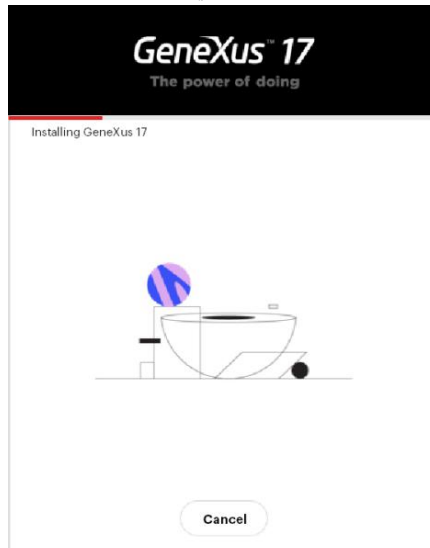 GeneXus™ 17
The power of doing
Installing GeneXus 17
Cancel